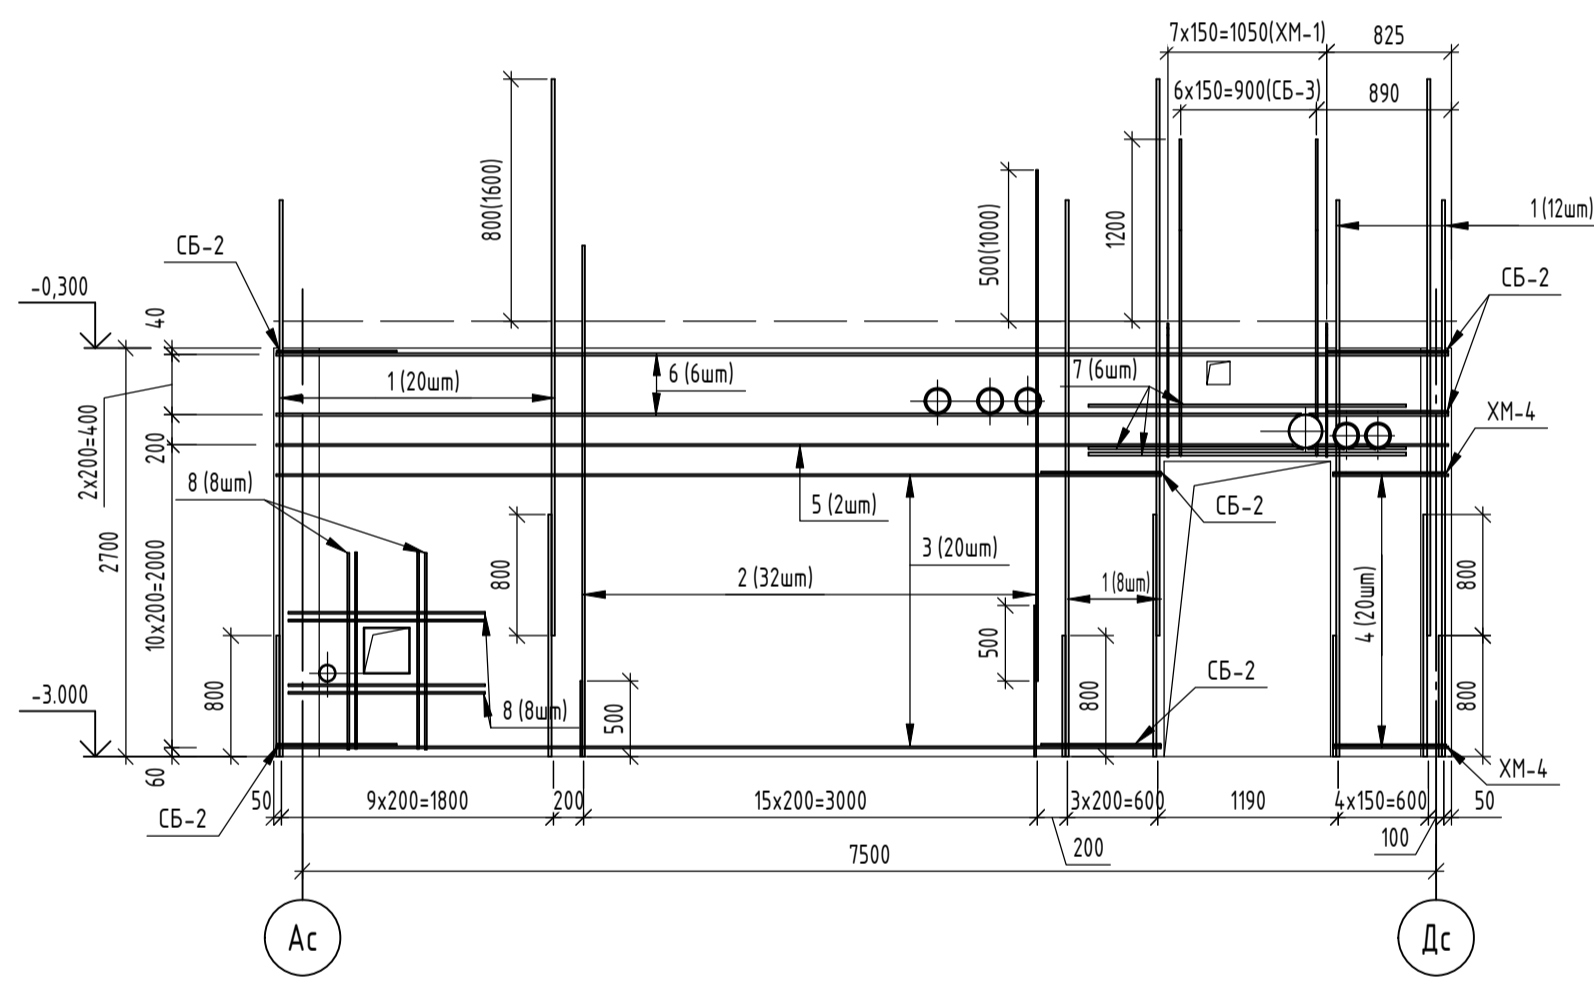 7х150=1050(ХМ-1)
825
6х150=900(СБ-3)
890
800(1600)
500(1000)
1200
1 (12шт)
СБ-2
СБ-2
-0,300
40
1 (20шт)
6 (6шт)
7 (6шт)
ХМ-4
2х200=400
200
8 (8шт)
5 (2шт)
СБ-2
2700
10х200=2000
800
3 (20шт)
2 (32шт)
1 (8шт)
4 (20шт)
800
500
-3.000
800
8 (8шт)
500
800
СБ-2
800
60
ХМ-4
50
9х200=1800
200
15х200=3000
3х200=600
1190
4х150=600
50
СБ-2
200
100
7500
Ас
Дс